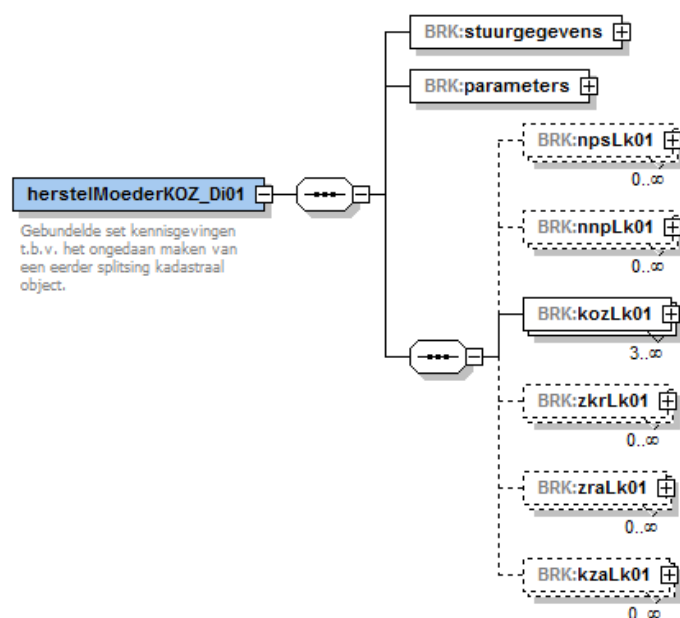 BRK:stuurgegevens
BRK:parameters
BRK:npsLk01
0..∞
herstelMoederKOZ_Di01
Gebundelde set kennisgevingen
t.b.v. het ongedaan maken van
een eerder splitsing kadastraal
object.
BRK:nnpLk01
0..∞
BRK:kozLk01
3..∞
BRK:zkrLk01
0..∞
BRK:zraLk01
0..∞
BRK:kzaLk01
0..∞